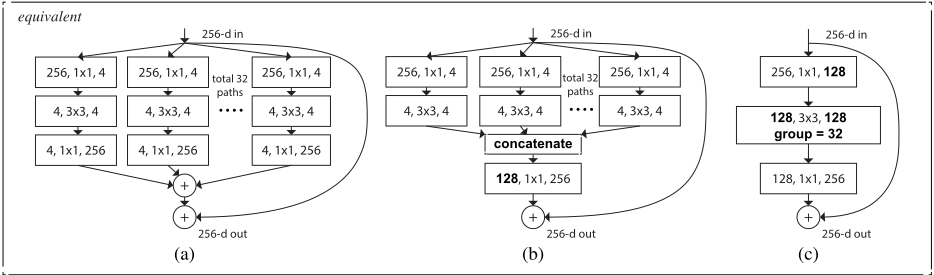 equivalent
256-d in
256, 1x1, 4
256, 1x1, 4
total 32
paths
256, 1x1, 4
4, 3x3, 4
4, 3x3, 4
....
4, 3x3, 4
4, 1x1, 256
4, 1x1, 256
4, 1x1, 256
+
+
256-d out
(a)
256-d in
256, 1x1, 4
256, 1x1, 4
total 32
paths
256, 1x1, 4
4, 3x3, 4
4, 3x3, 4
....
4, 3x3, 4
concatenate
128, 1x1, 256
+
256-d out
(b)
256-d in
256, 1x1, 128
128, 3x3, 128
group = 32
128, 1x1, 256
+
256-d out
(c)